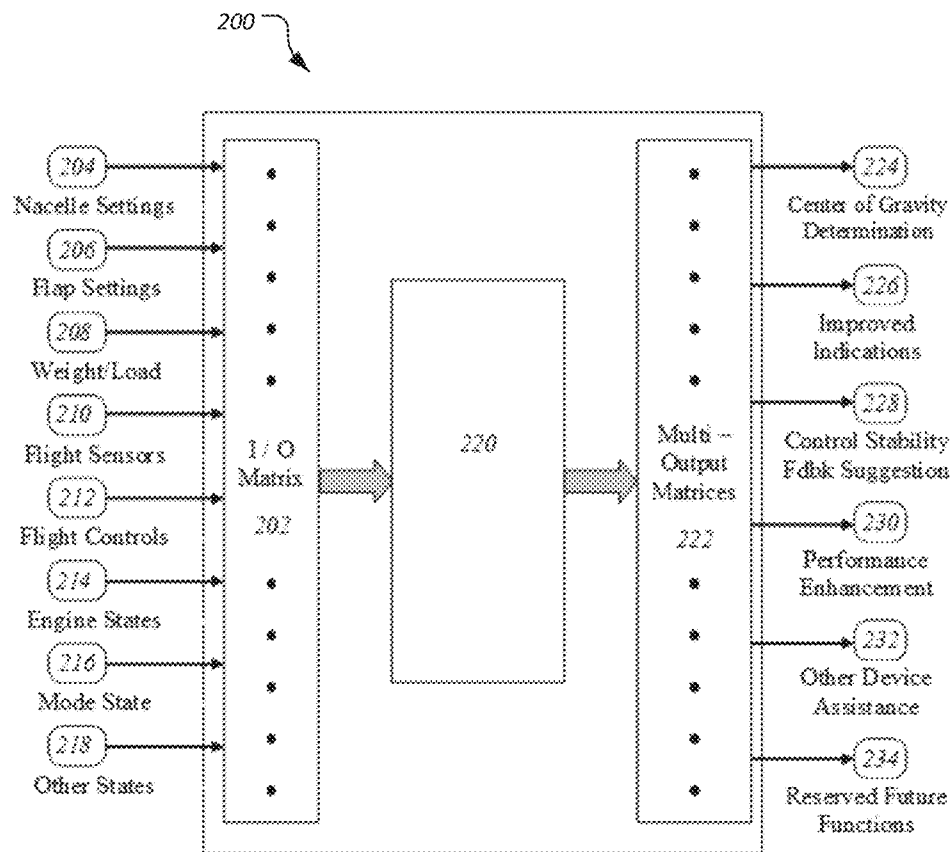 200
204
Nacelle Settings
206
Flap Settings
208
Weight/Load
210
Flight Sensors
212
Flight Controls
214
Engine States
216
Mode State
218
Other States
I / O
Matrix
202
220
Multi –
Output
Matrices
222
224
Center of Gravity
Determination
226
Improved
Indications
228
Control Stability
Fdbk Suggestion
230
Performance
Enhancement
232
Other Device
Assistance
234
Reserved Future
Functions